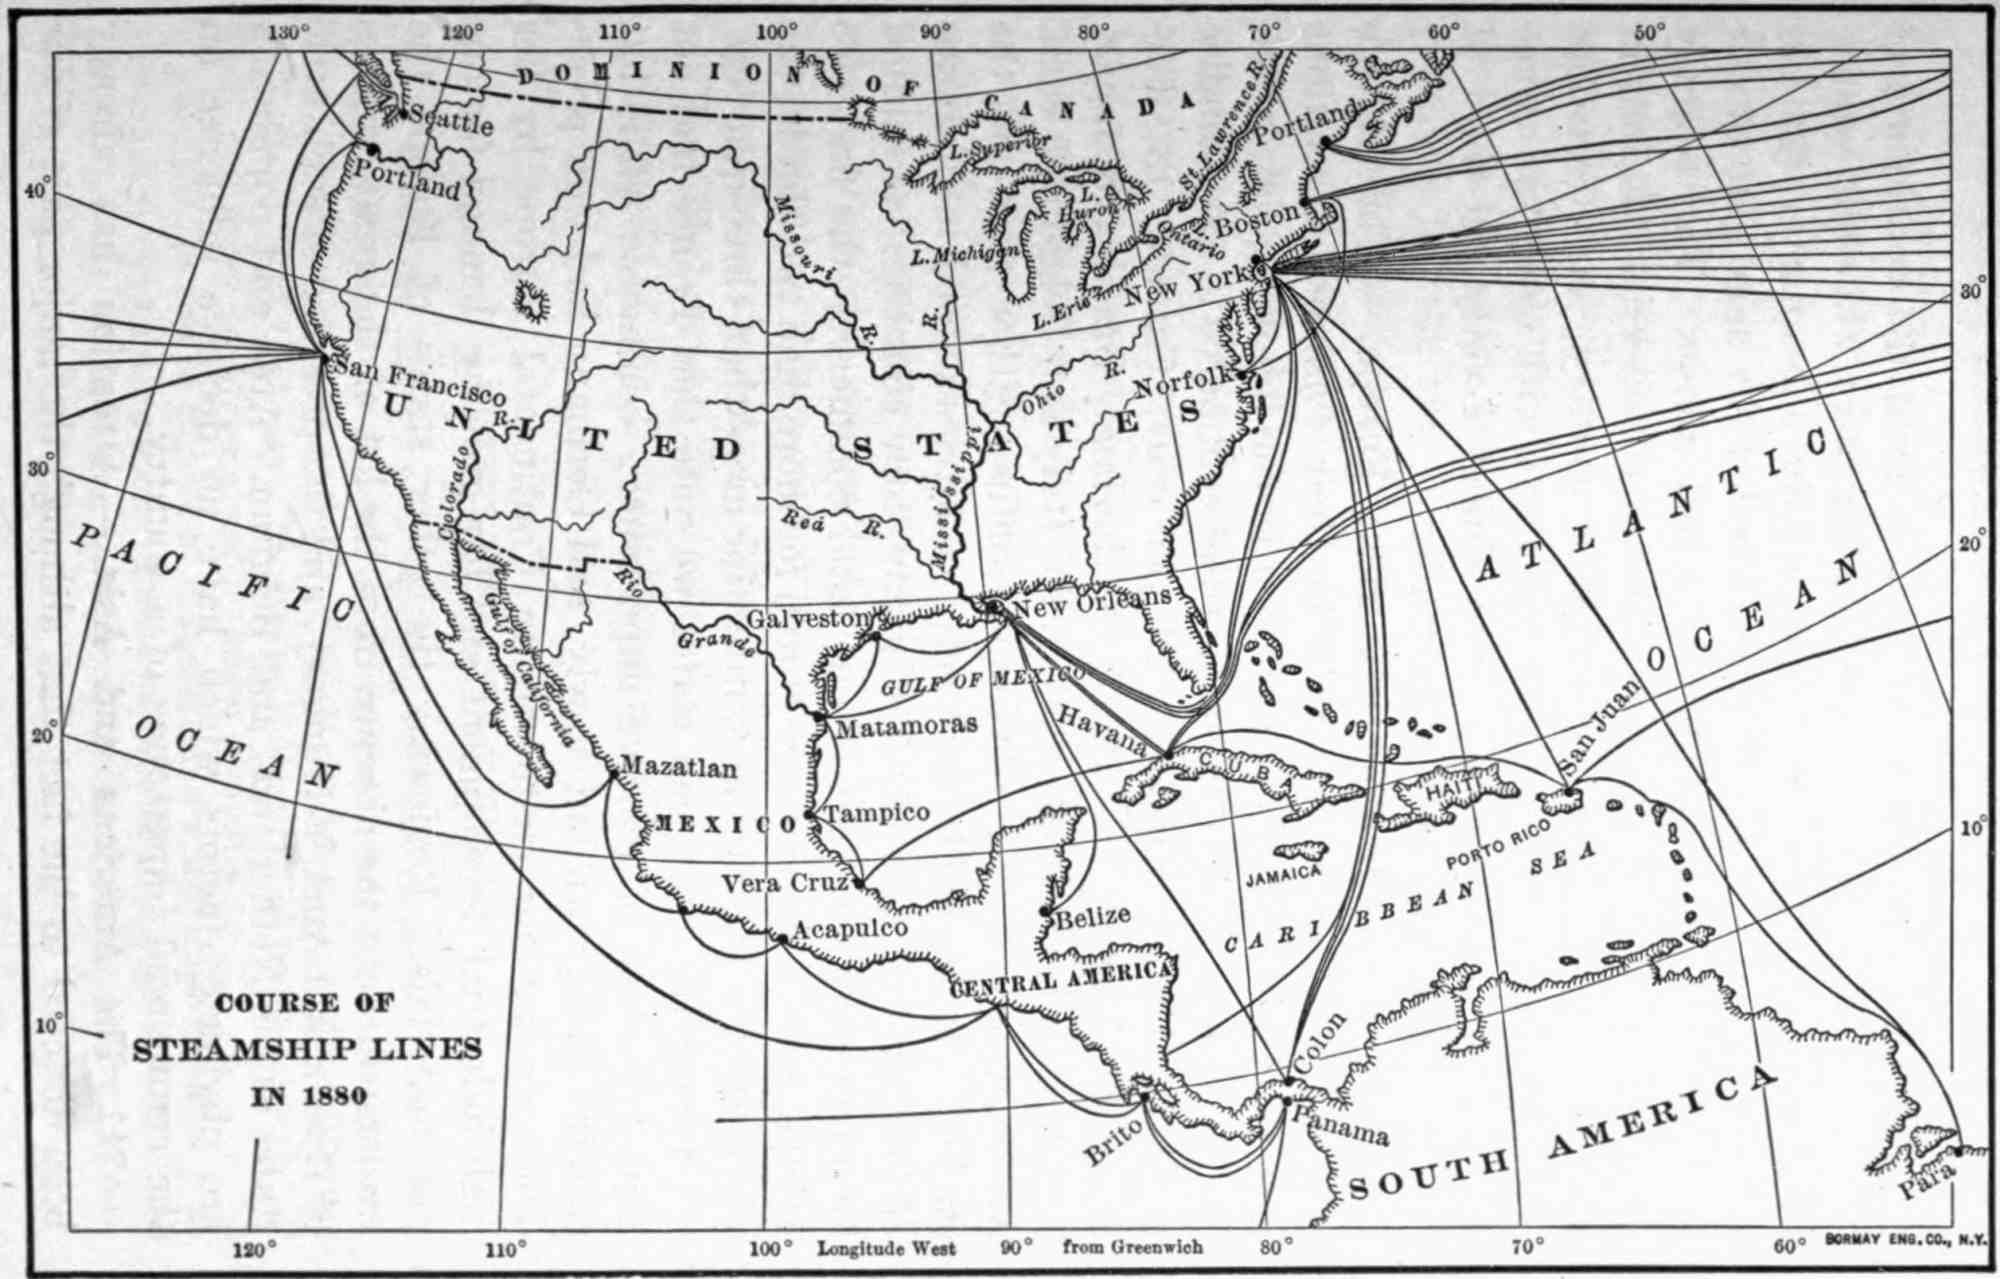 130° 120° 110° 100° 90° 80° 70° 60° 50°
DOMINION OF CANADA
Seattle
Portland
40°
30°
20°
10°
San Francisco
UNITED STATES
Missouri R.
L. Superior
L. Huron
L. Michigan
L. Erie
L. Ontario
St. Lawrence R.
Portland
Boston
New York
Norfolk
30°
20°
10°
Ohio R.
R.
Mississippi
Colorado R.
Red R.
Rio Grande
Gulf of California
PACIFIC OCEAN
ATLANTIC OCEAN
Galveston
New Orleans
GULF OF MEXICO
Matamoras
Mazatlan
MEXICO
Tampico
Vera Cruz
Acapulco
Havana
CUBA
HAITI
San Juan
PORTO RICO
JAMAICA
CARIBBEAN SEA
Belize
CENTRAL AMERICA
Colon
Panama
Brito
SOUTH AMERICA
Para
COURSE OF
STEAMSHIP LINES
IN 1880
120° 110° 100° Longitude West 90° from Greenwich 80° 70° 60°
BORMAY ENG. CO., N.Y.